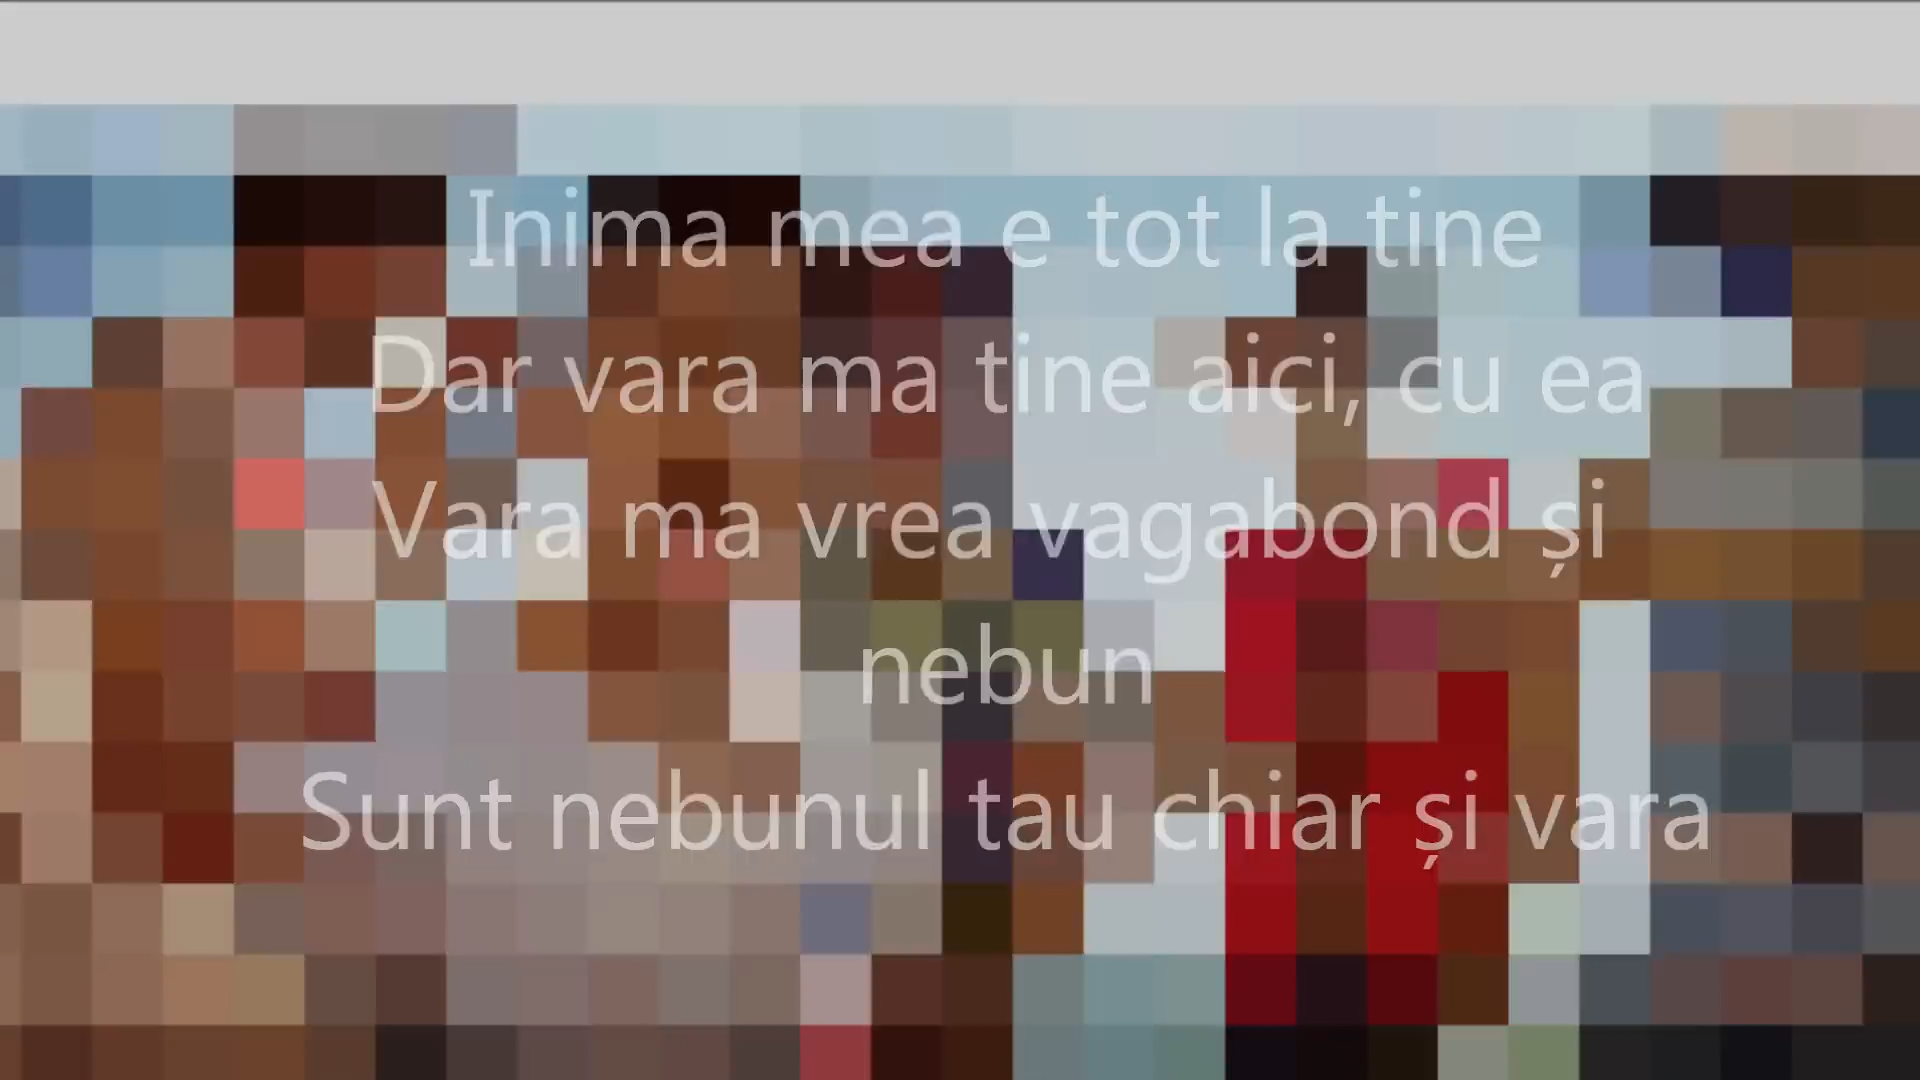 Inima mea e tot la tine
Dar vara ma tine aici, cu ea
Vara ma vrea vagabond și
nebun
Sunt nebunul tau chiar și vara